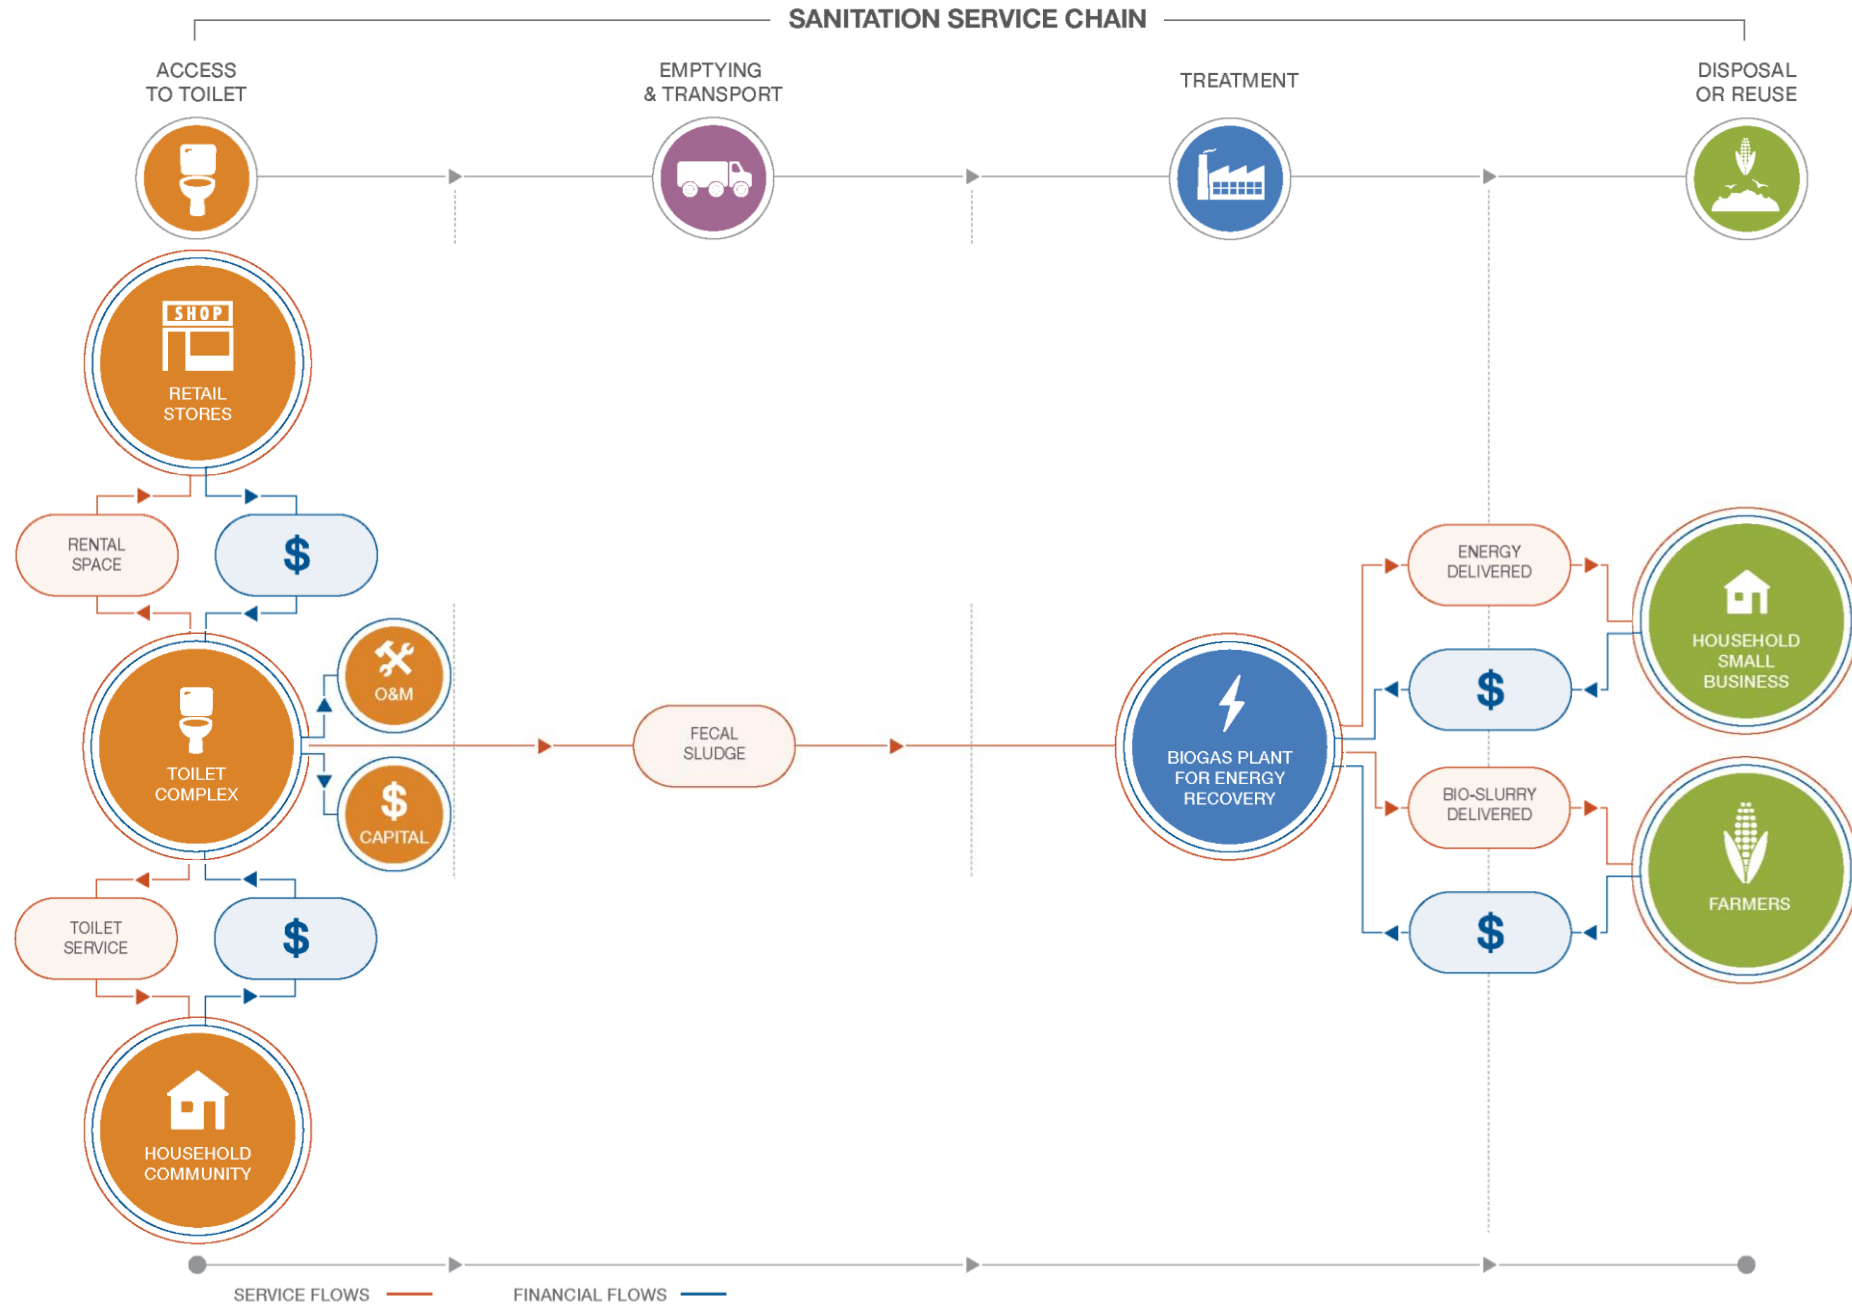 SANITATION SERVICE CHAIN
ACCESS
TO TOILET
EMPTYING
& TRANSPORT
TREATMENT
DISPOSAL
OR REUSE
SHOP
RETAIL
STORES
RENTAL
SPACE
$
O&M
TOILET
COMPLEX
$
CAPITAL
FECAL
SLUDGE
BIOGAS PLANT
FOR ENERGY
RECOVERY
ENERGY
DELIVERED
$
HOUSEHOLD
SMALL
BUSINESS
BIO-SLURRY
DELIVERED
$
FARMERS
TOILET
SERVICE
$
HOUSEHOLD
COMMUNITY
SERVICE FLOWS
FINANCIAL FLOWS